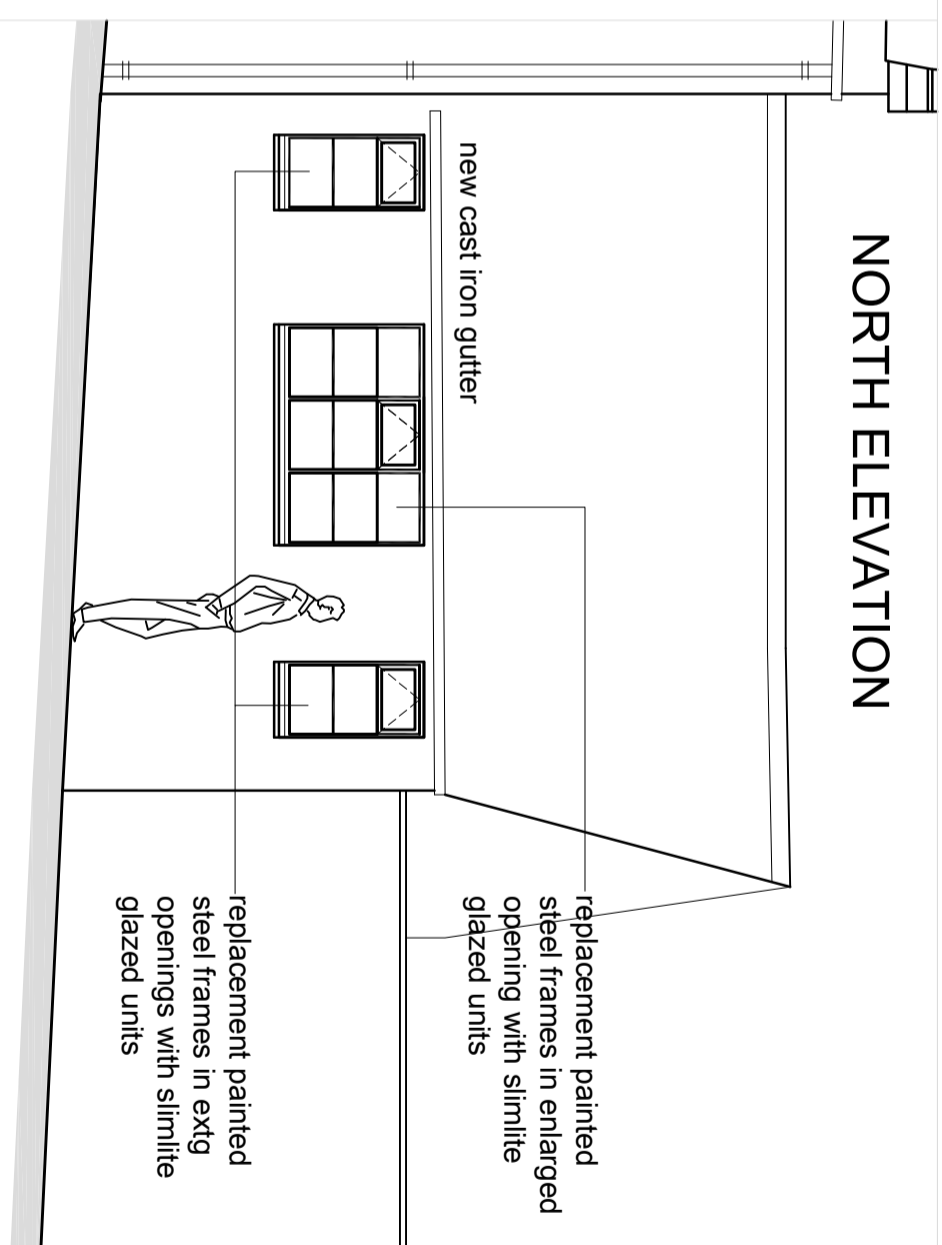 NORTH ELEVATION
new cast iron gutter
replacement painted
steel frames in enlarged
opening with slimlite
glazed units
replacement painted
steel frames in extg
openings with slimlite
glazed units